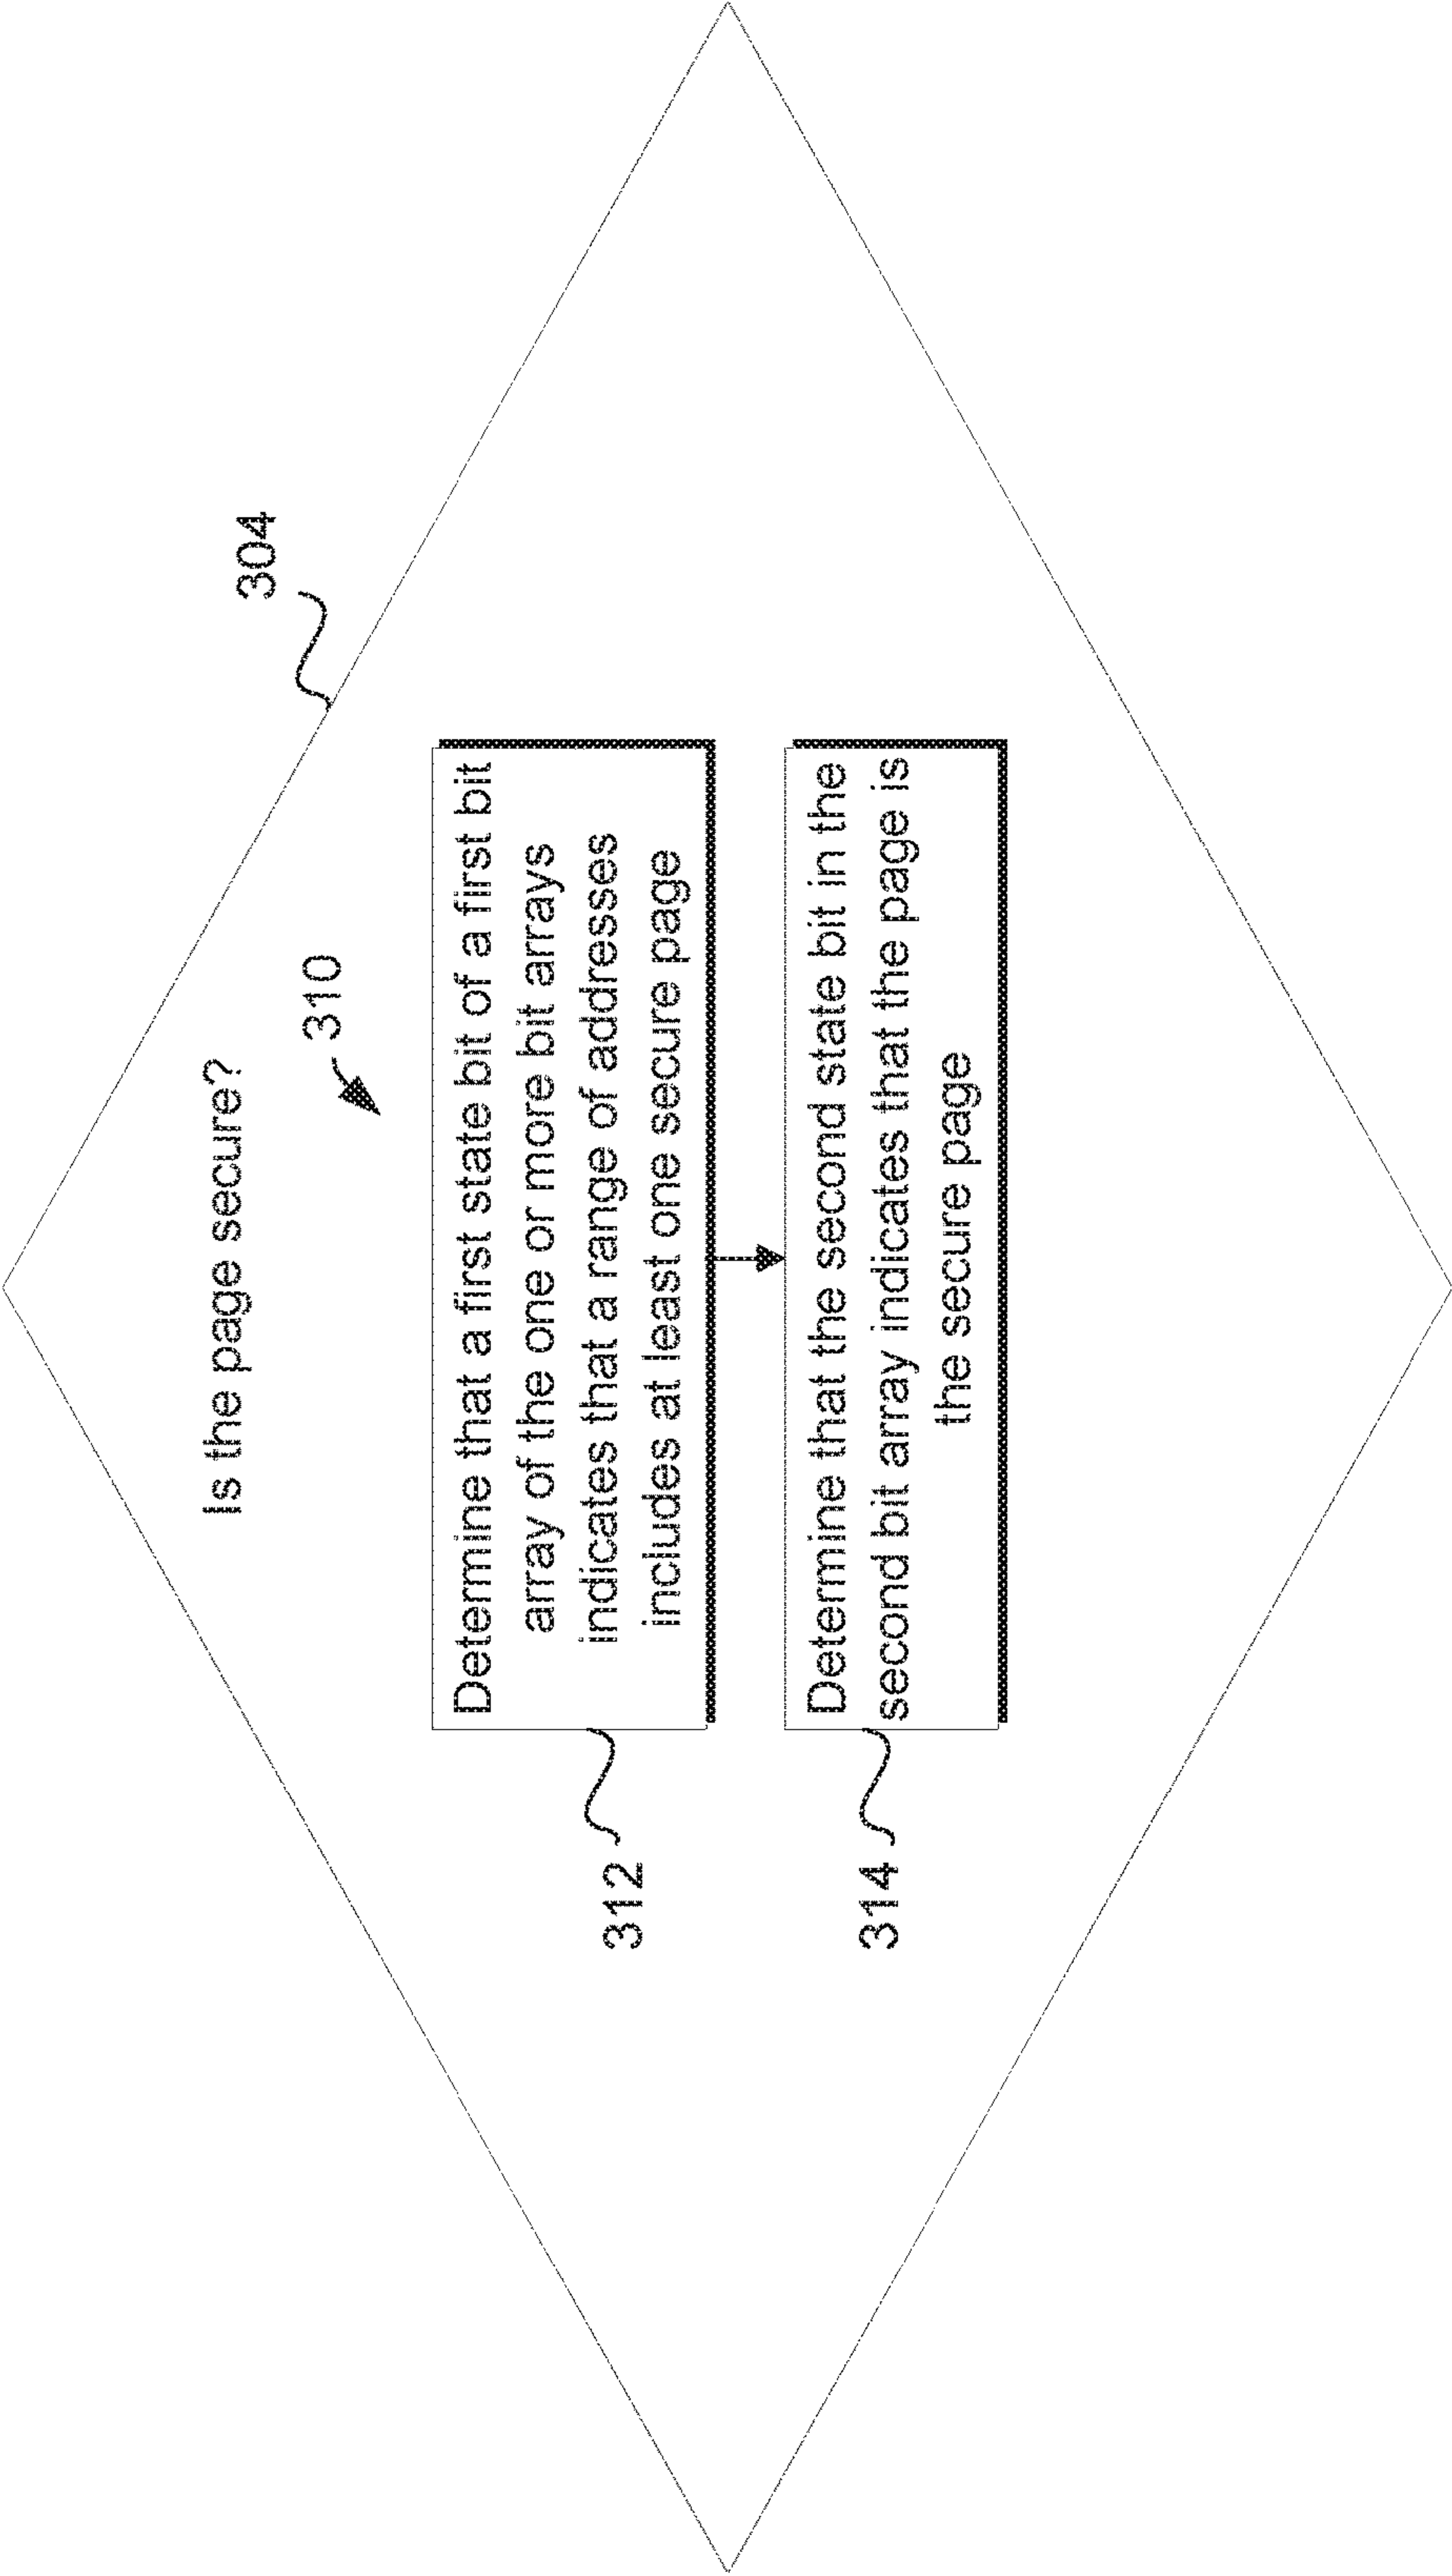 Is the page secure?
304
310
312
Determine that a first state bit of a first bit
array of the one or more bit arrays
indicates that a range of addresses
includes at least one secure page
314
Determine that the second state bit in the
second bit array indicates that the page is
the secure page